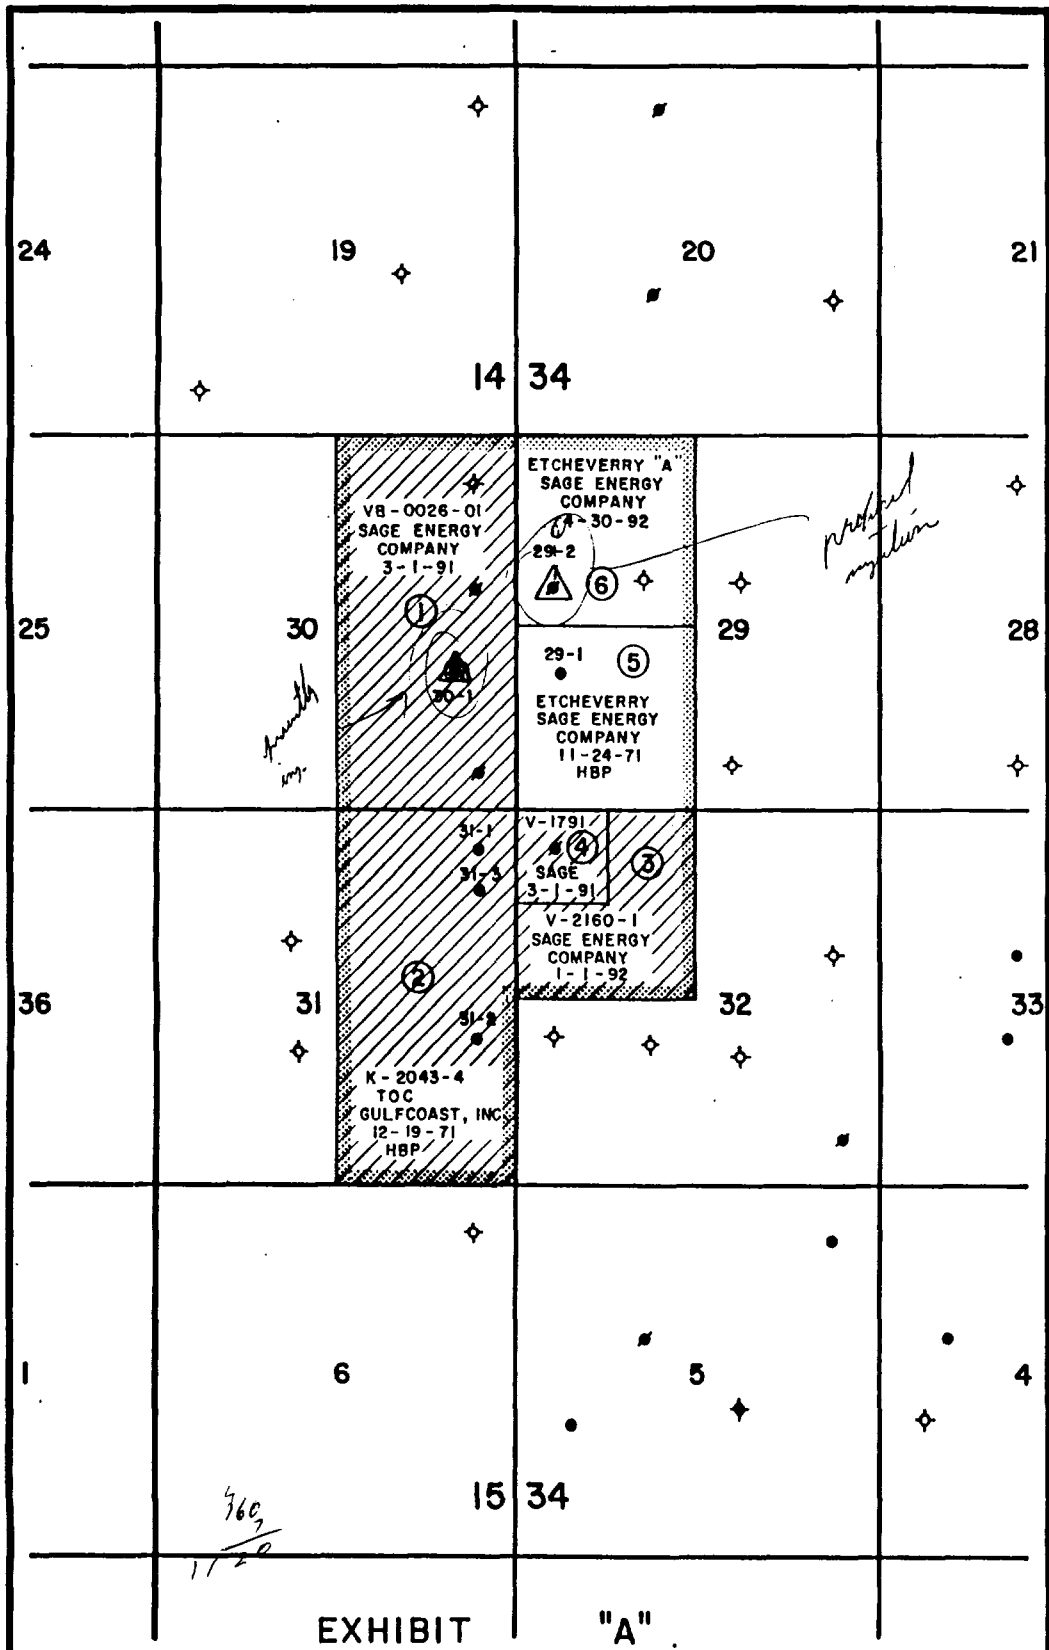 24
19
20
21
14 34
VB-0026-01
SAGE ENERGY
COMPANY
3-1-91
1
ETCHEVERRY "A"
SAGE ENERGY
COMPANY
4-30-92
29-2
6
proposed
25
30
30-1
presently
inj.
29-1
5
ETCHEVERRY
SAGE ENERGY
COMPANY
11-24-71
HBP
29
28
31-1
31-3
V-1791
4
SAGE
3-1-91
3
V-2160-1
SAGE ENERGY
COMPANY
1-1-92
36
31
2
31-2
K-2043-4
TOC
GULFCOAST, INC
12-19-71
HBP
32
33
1
6
5
4
15 34
EXHIBIT "A"